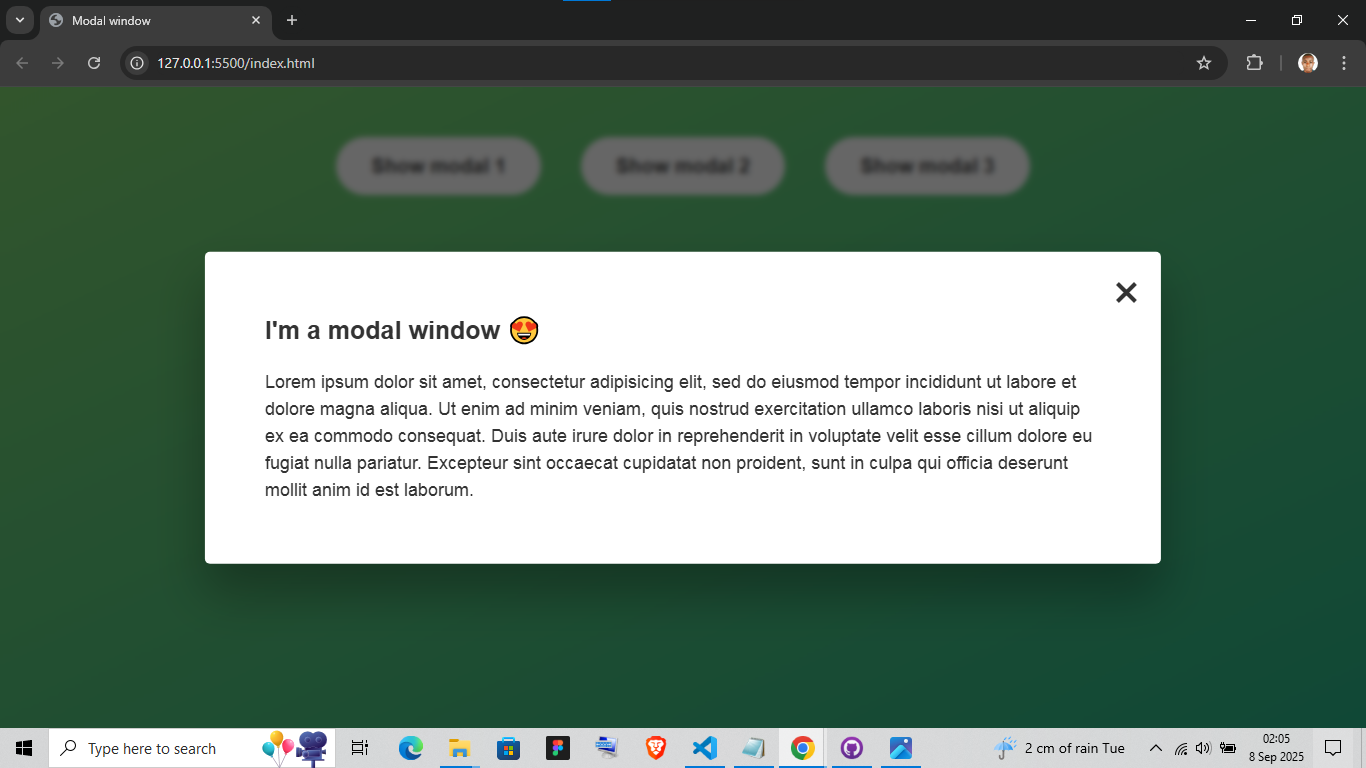 Modal window
127.0.0.1:5500/index.html
Show modal 1 Show modal 2 Show modal 3
I'm a modal window 😍
Lorem ipsum dolor sit amet, consectetur adipisicing elit, sed do eiusmod tempor incididunt ut labore et
dolore magna aliqua. Ut enim ad minim veniam, quis nostrud exercitation ullamco laboris nisi ut aliquip
ex ea commodo consequat. Duis aute irure dolor in reprehenderit in voluptate velit esse cillum dolore eu
fugiat nulla pariatur. Excepteur sint occaecat cupidatat non proident, sunt in culpa qui officia deserunt
mollit anim id est laborum.
Type here to search
2 cm of rain Tue
02:05
8 Sep 2025